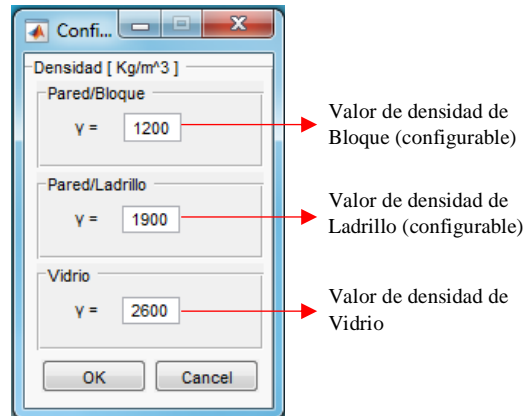 Confi...
Densidad [ Kg/m^3 ]
Pared/Bloque
γ = 1200
Valor de densidad de
Bloque (configurable)
Pared/Ladrillo
γ = 1900
Valor de densidad de
Ladrillo (configurable)
Vidrio
γ = 2600
Valor de densidad de
Vidrio
OK Cancel